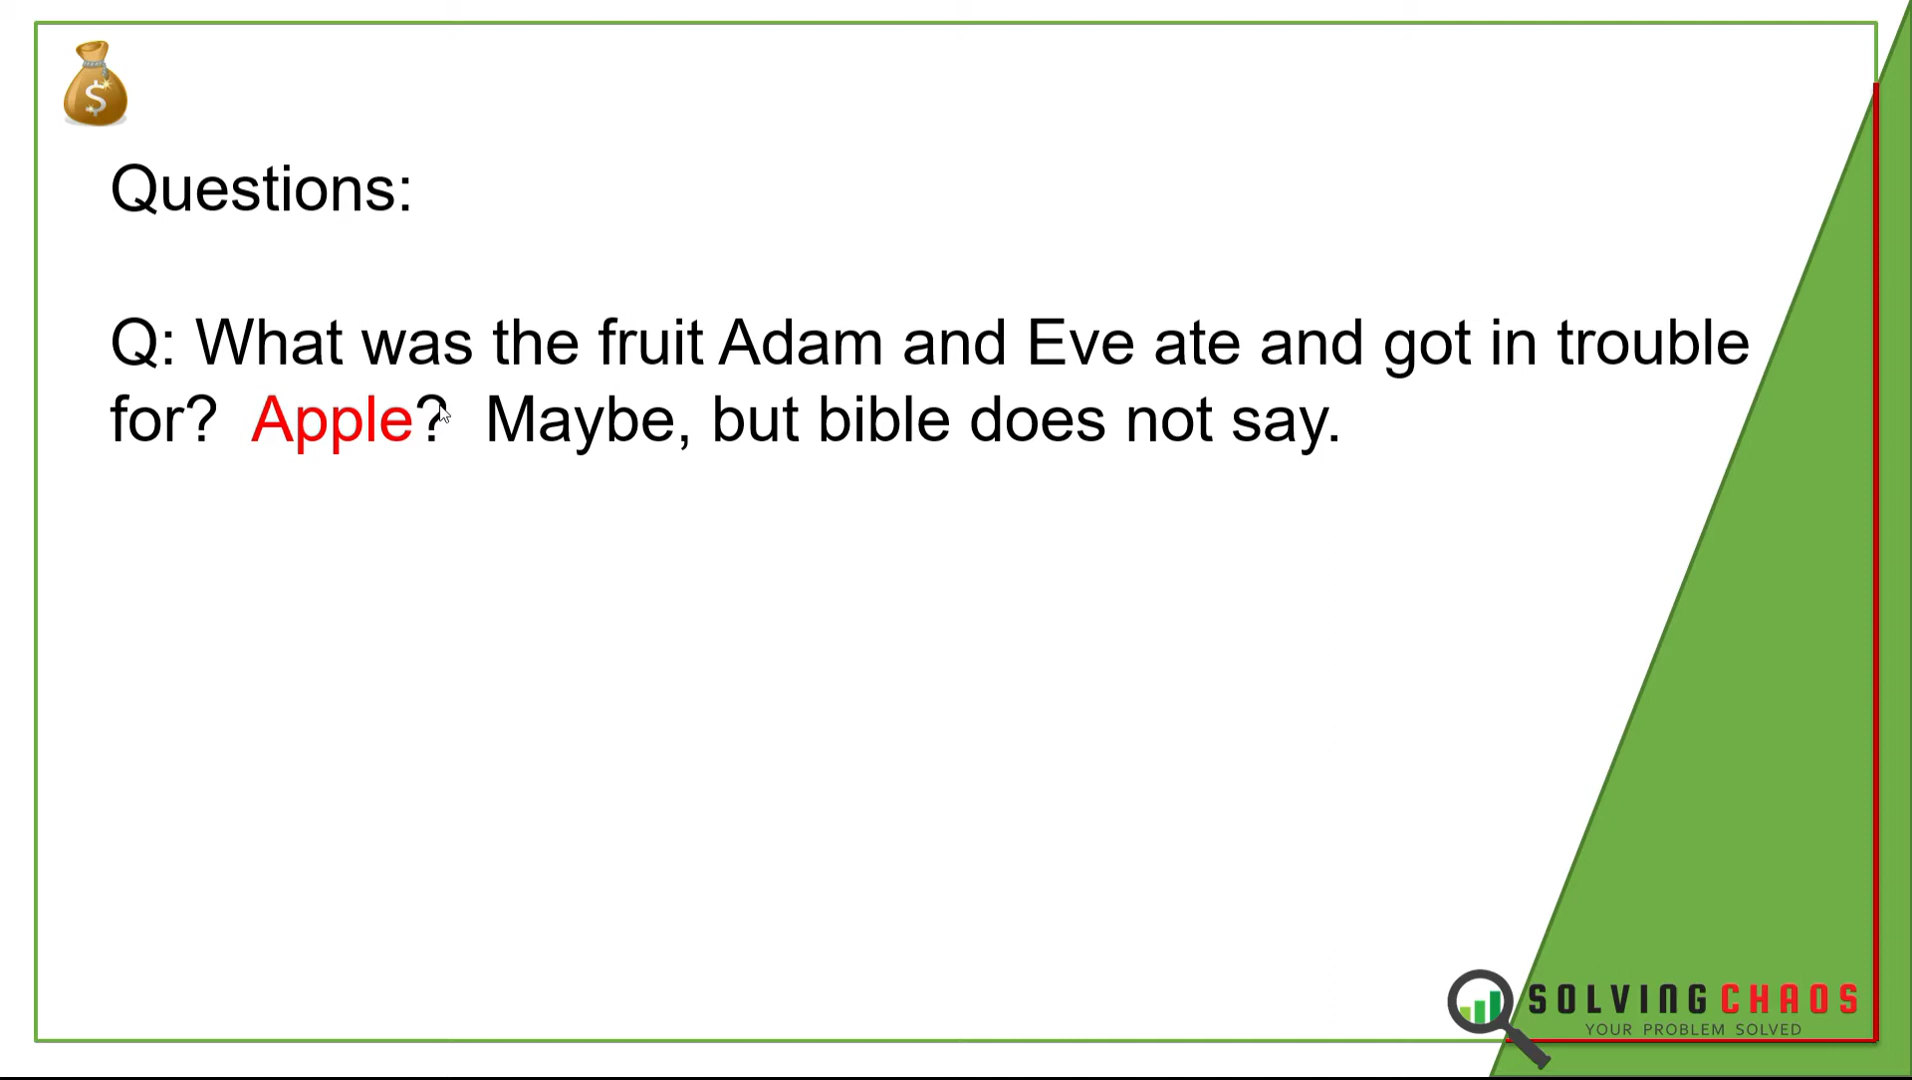 $
Questions:
Q: What was the fruit Adam and Eve ate and got in trouble
for?  Apple?  Maybe, but bible does not say.
SOLVING CHAOS
YOUR PROBLEM SOLVED